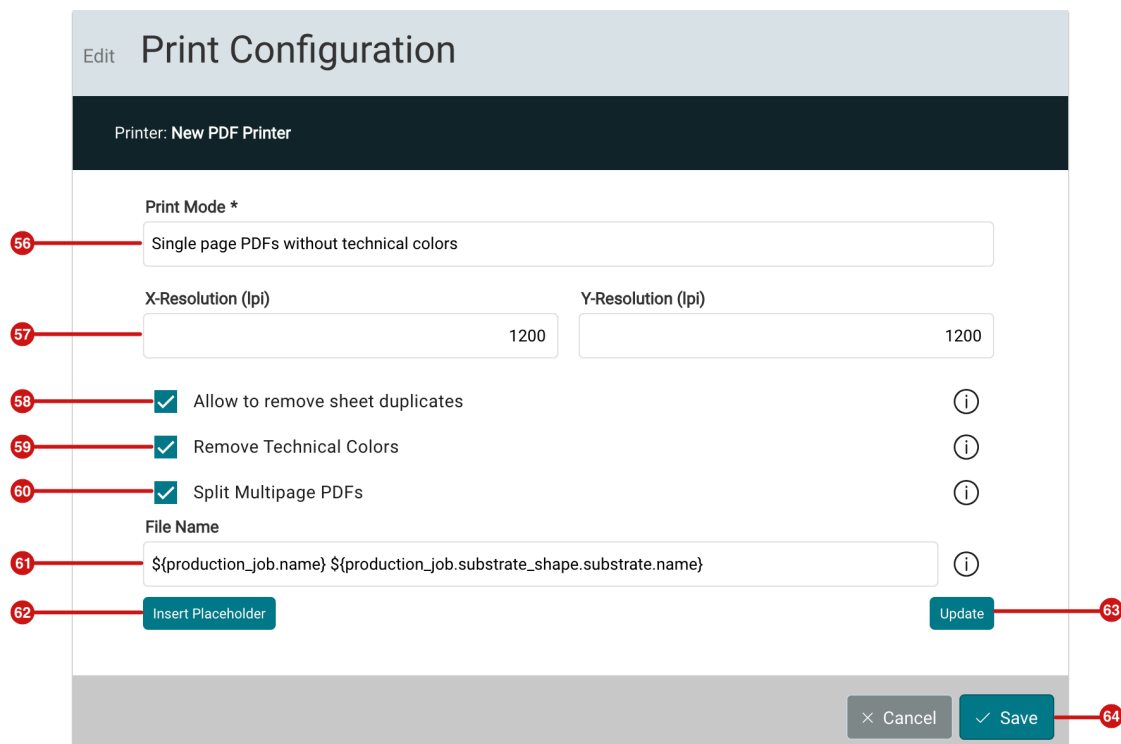 Edit Print Configuration
Printer: New PDF Printer
Print Mode *
56 Single page PDFs without technical colors
X-Resolution (lpi) Y-Resolution (lpi)
57 1200 1200
58 Allow to remove sheet duplicates
59 Remove Technical Colors
60 Split Multipage PDFs
File Name
61 ${production_job.name} ${production_job.substrate_shape.substrate.name}
62 Insert Placeholder Update 63
Cancel Save 64